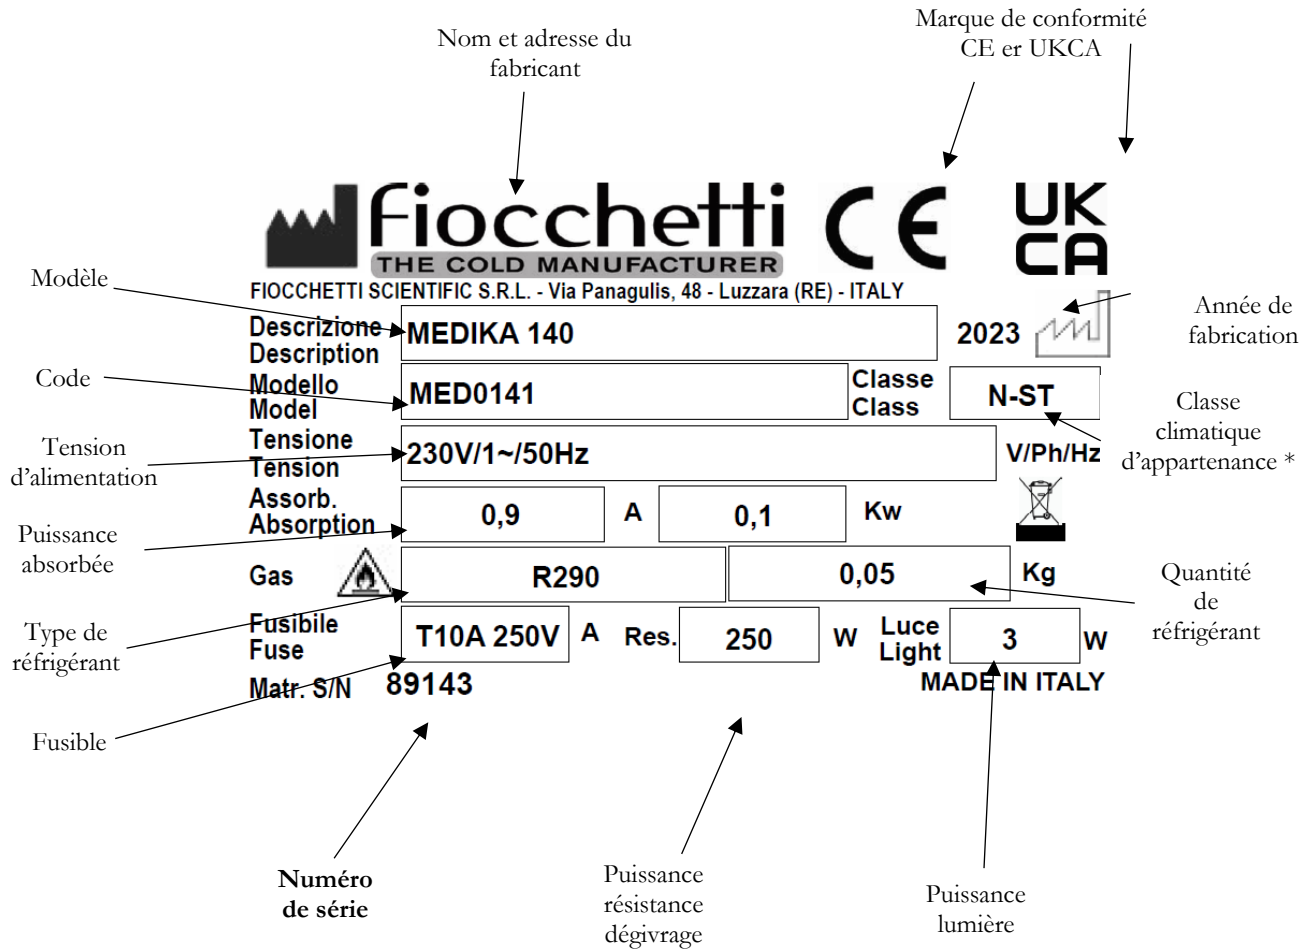 Nom et adresse du
fabricant
Marque de conformité
CE er UKCA
Fiocchetti
THE COLD MANUFACTURER
CE
UK
CA
FIOCCHETTI SCIENTIFIC S.R.L. - Via Panagulis, 48 - Luzzara (RE) - ITALY
Modèle
Descrizione
Description
MEDIKA 140
2023
Année de
fabrication
Code
Modello
Model
MED0141
Classe
Class
N-ST
Classe
climatique
d'appartenance *
Tension
d'alimentation
Tensione
Tension
230V/1~/50Hz
V/Ph/Hz
Puissance
absorbée
Assorb.
Absorption
0,9
A
0,1
Kw
Gas
R290
0,05
Kg
Quantité
de
réfrigérant
Type de
réfrigérant
Fusibile
Fuse
T10A 250V
A
Res.
250
W
Luce
Light
3
W
Matr. S/N
89143
MADE IN ITALY
Fusible
Numéro
de série
Puissance
résistance
dégivrage
Puissance
lumière